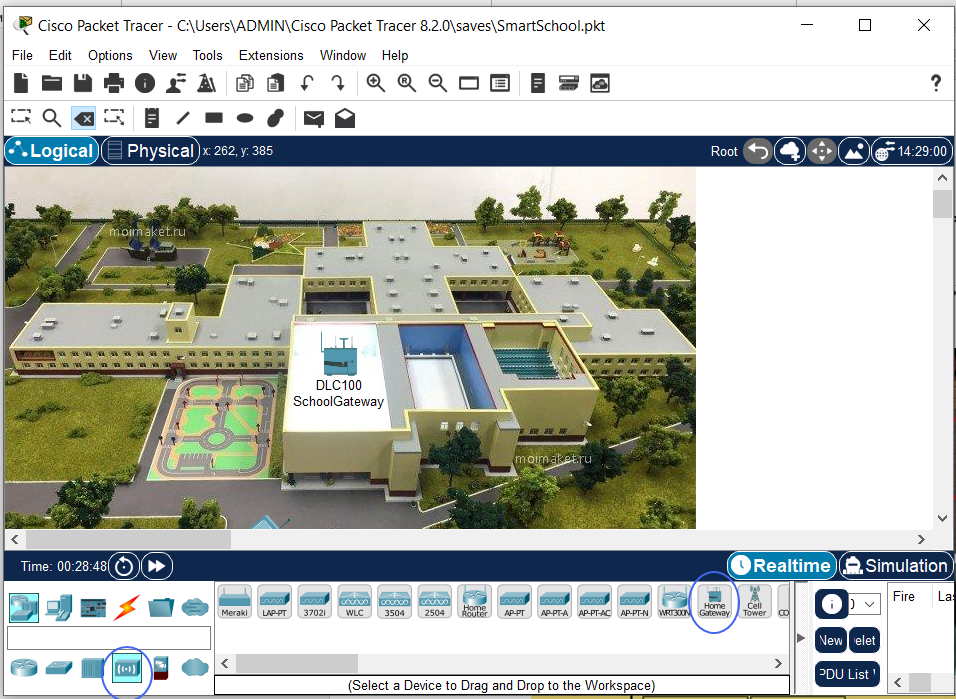 Cisco Packet Tracer - C:\Users\ADMIN\Cisco Packet Tracer 8.2.0\saves\SmartSchool.pkt
File Edit Options View Tools Extensions Window Help
?
Logical Physical x: 262, y: 385 Root 14:29:00
moimaket.ru
DLC100
SchoolGateway
moimaket.ru
Time: 00:28:48 Realtime Simulation
Meraki LAP-PT 3702i WLC 3504 2504 Home Router AP-PT AP-PT-A AP-PT-AC AP-PT-N WRT300N Home Gateway Cell Tower CO
0 Fire Las
New elet
PDU List
(Select a Device to Drag and Drop to the Workspace)